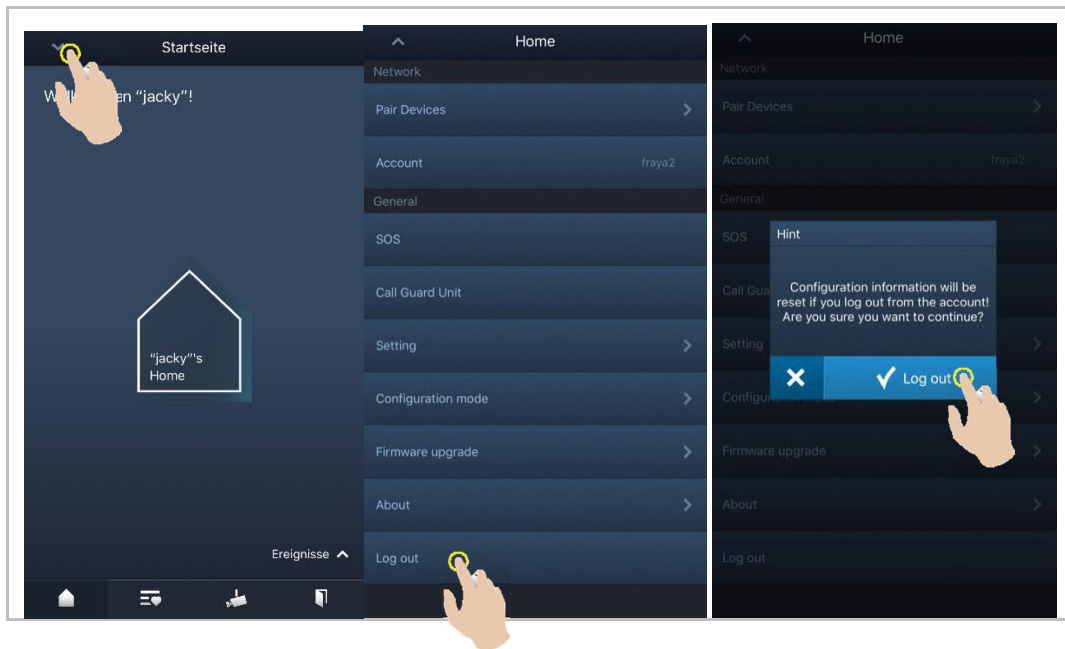 Startseite
en "jacky"!
"jacky"'s
Home
Ereignisse
Home
Network
Pair Devices
Account fraya2
General
SOS
Call Guard Unit
Setting
Configuration mode
Firmware upgrade
About
Log out
Home
Network
Pair Devices
Account fraya2
General
SOS
Hint
Call Gua
Configuration information will be
reset if you log out from the account!
Are you sure you want to continue?
Setting
Log out
Firmware upgrade
About
Log out